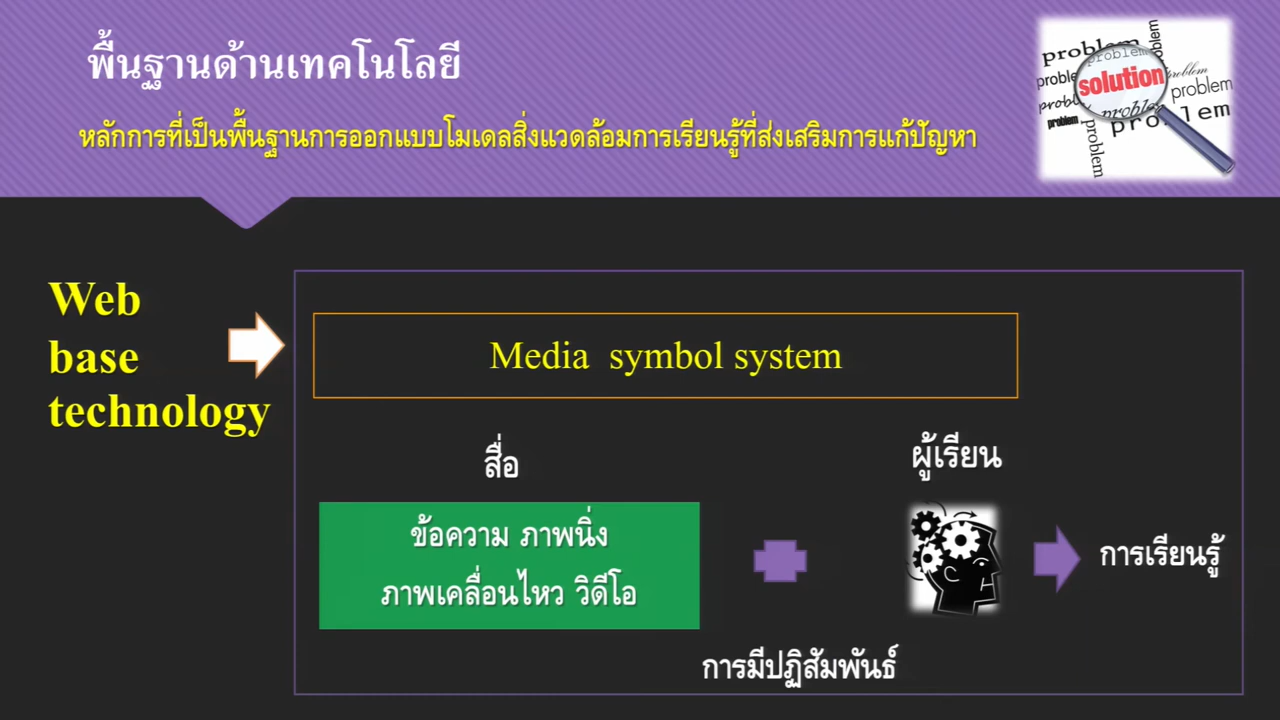 พื้นฐานด้านเทคโนโลยี
หลักการที่เป็นพื้นฐานการออกแบบโมเดลสิ่งแวดล้อมการเรียนรู้ที่ส่งเสริมการแก้ปัญหา
problem
problem
problem
problem
solution
problem
problem
problem
problem
problem
problem
Web
base
technology
Media symbol system
สื่อ
ผู้เรียน
ข้อความ ภาพนิ่ง
ภาพเคลื่อนไหว วิดีโอ
การเรียนรู้
การมีปฏิสัมพันธ์